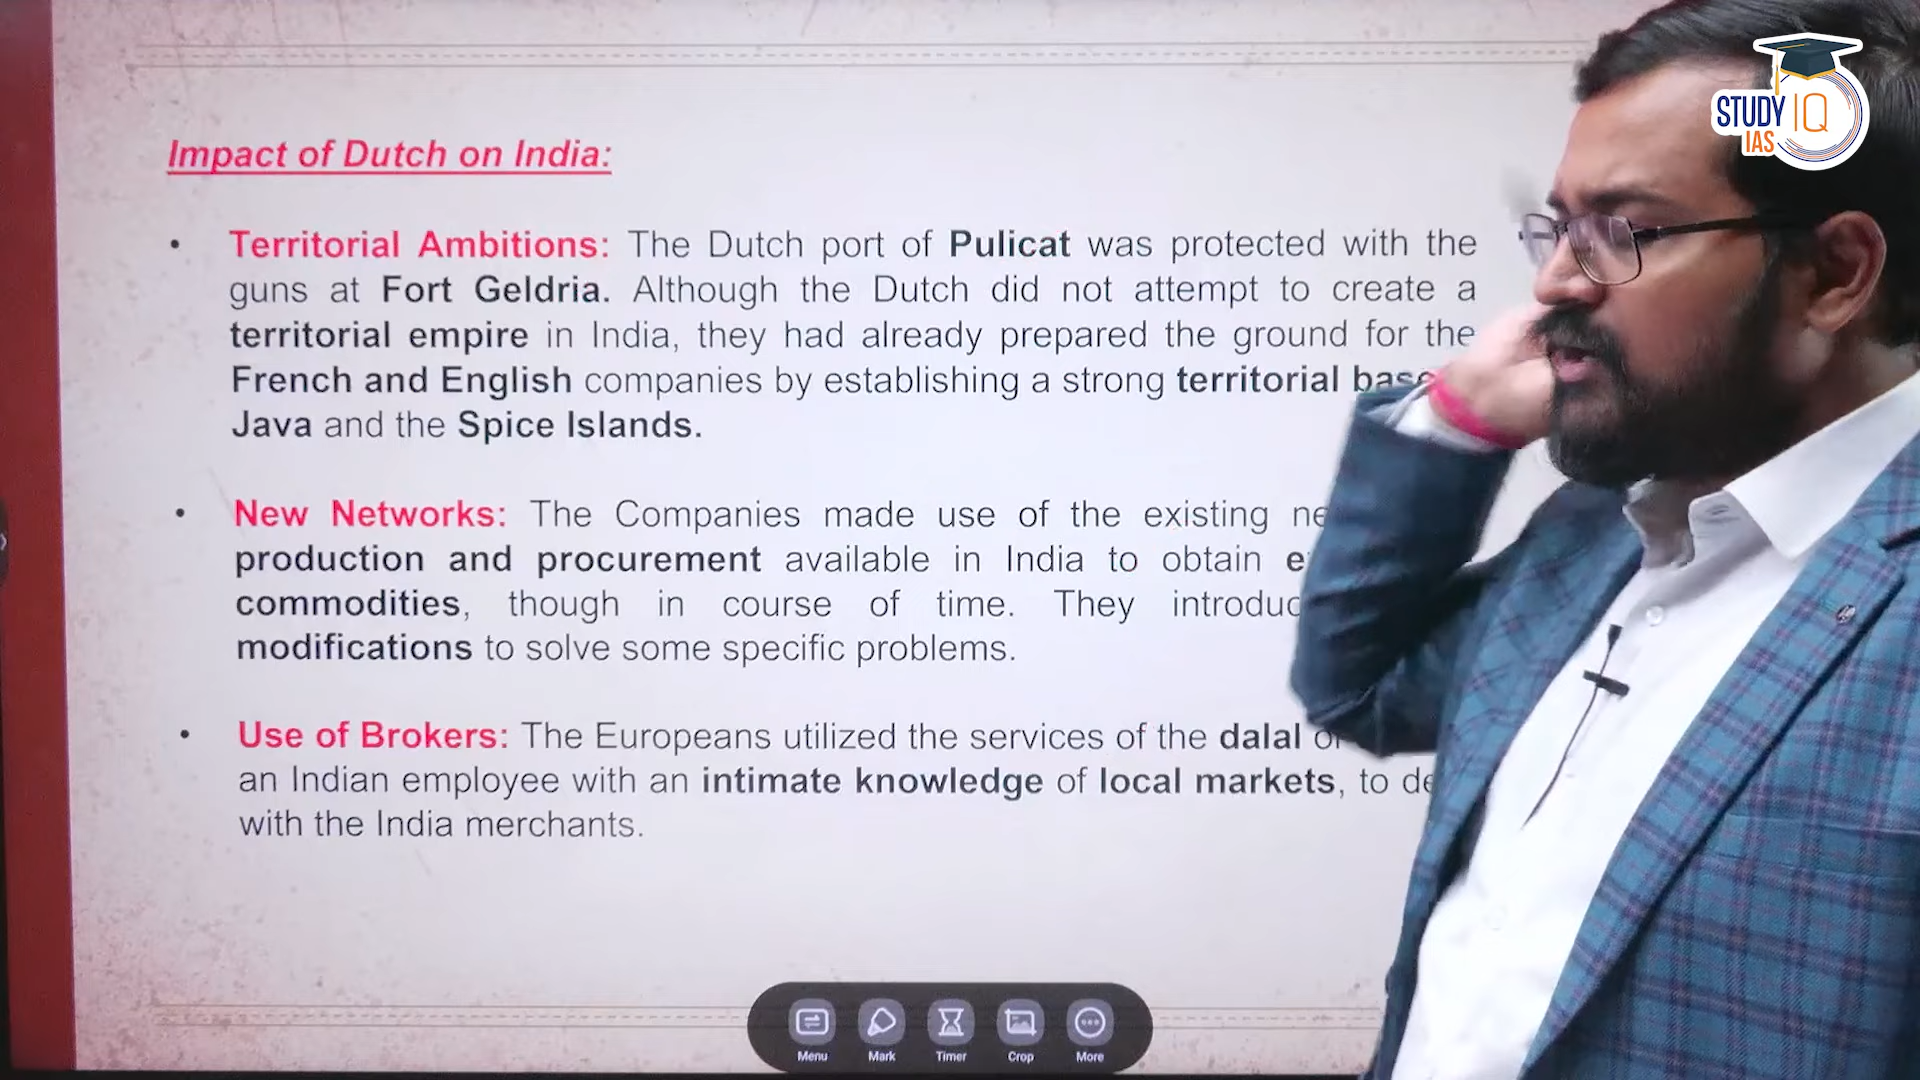 STUDY IQ
IAS
Impact of Dutch on India:
• Territorial Ambitions: The Dutch port of Pulicat was protected with the
guns at Fort Geldria. Although the Dutch did not attempt to create a
territorial empire in India, they had already prepared the ground for the
French and English companies by establishing a strong territorial base
Java and the Spice Islands.
• New Networks: The Companies made use of the existing
production and procurement available in India to obtain
commodities, though in course of time. They
modifications to solve some specific problems.
• Use of Brokers: The Europeans utilized the services of the dalal or
an Indian employee with an intimate knowledge of local markets, to
with the India merchants.
Menu Mark Timer Crop More